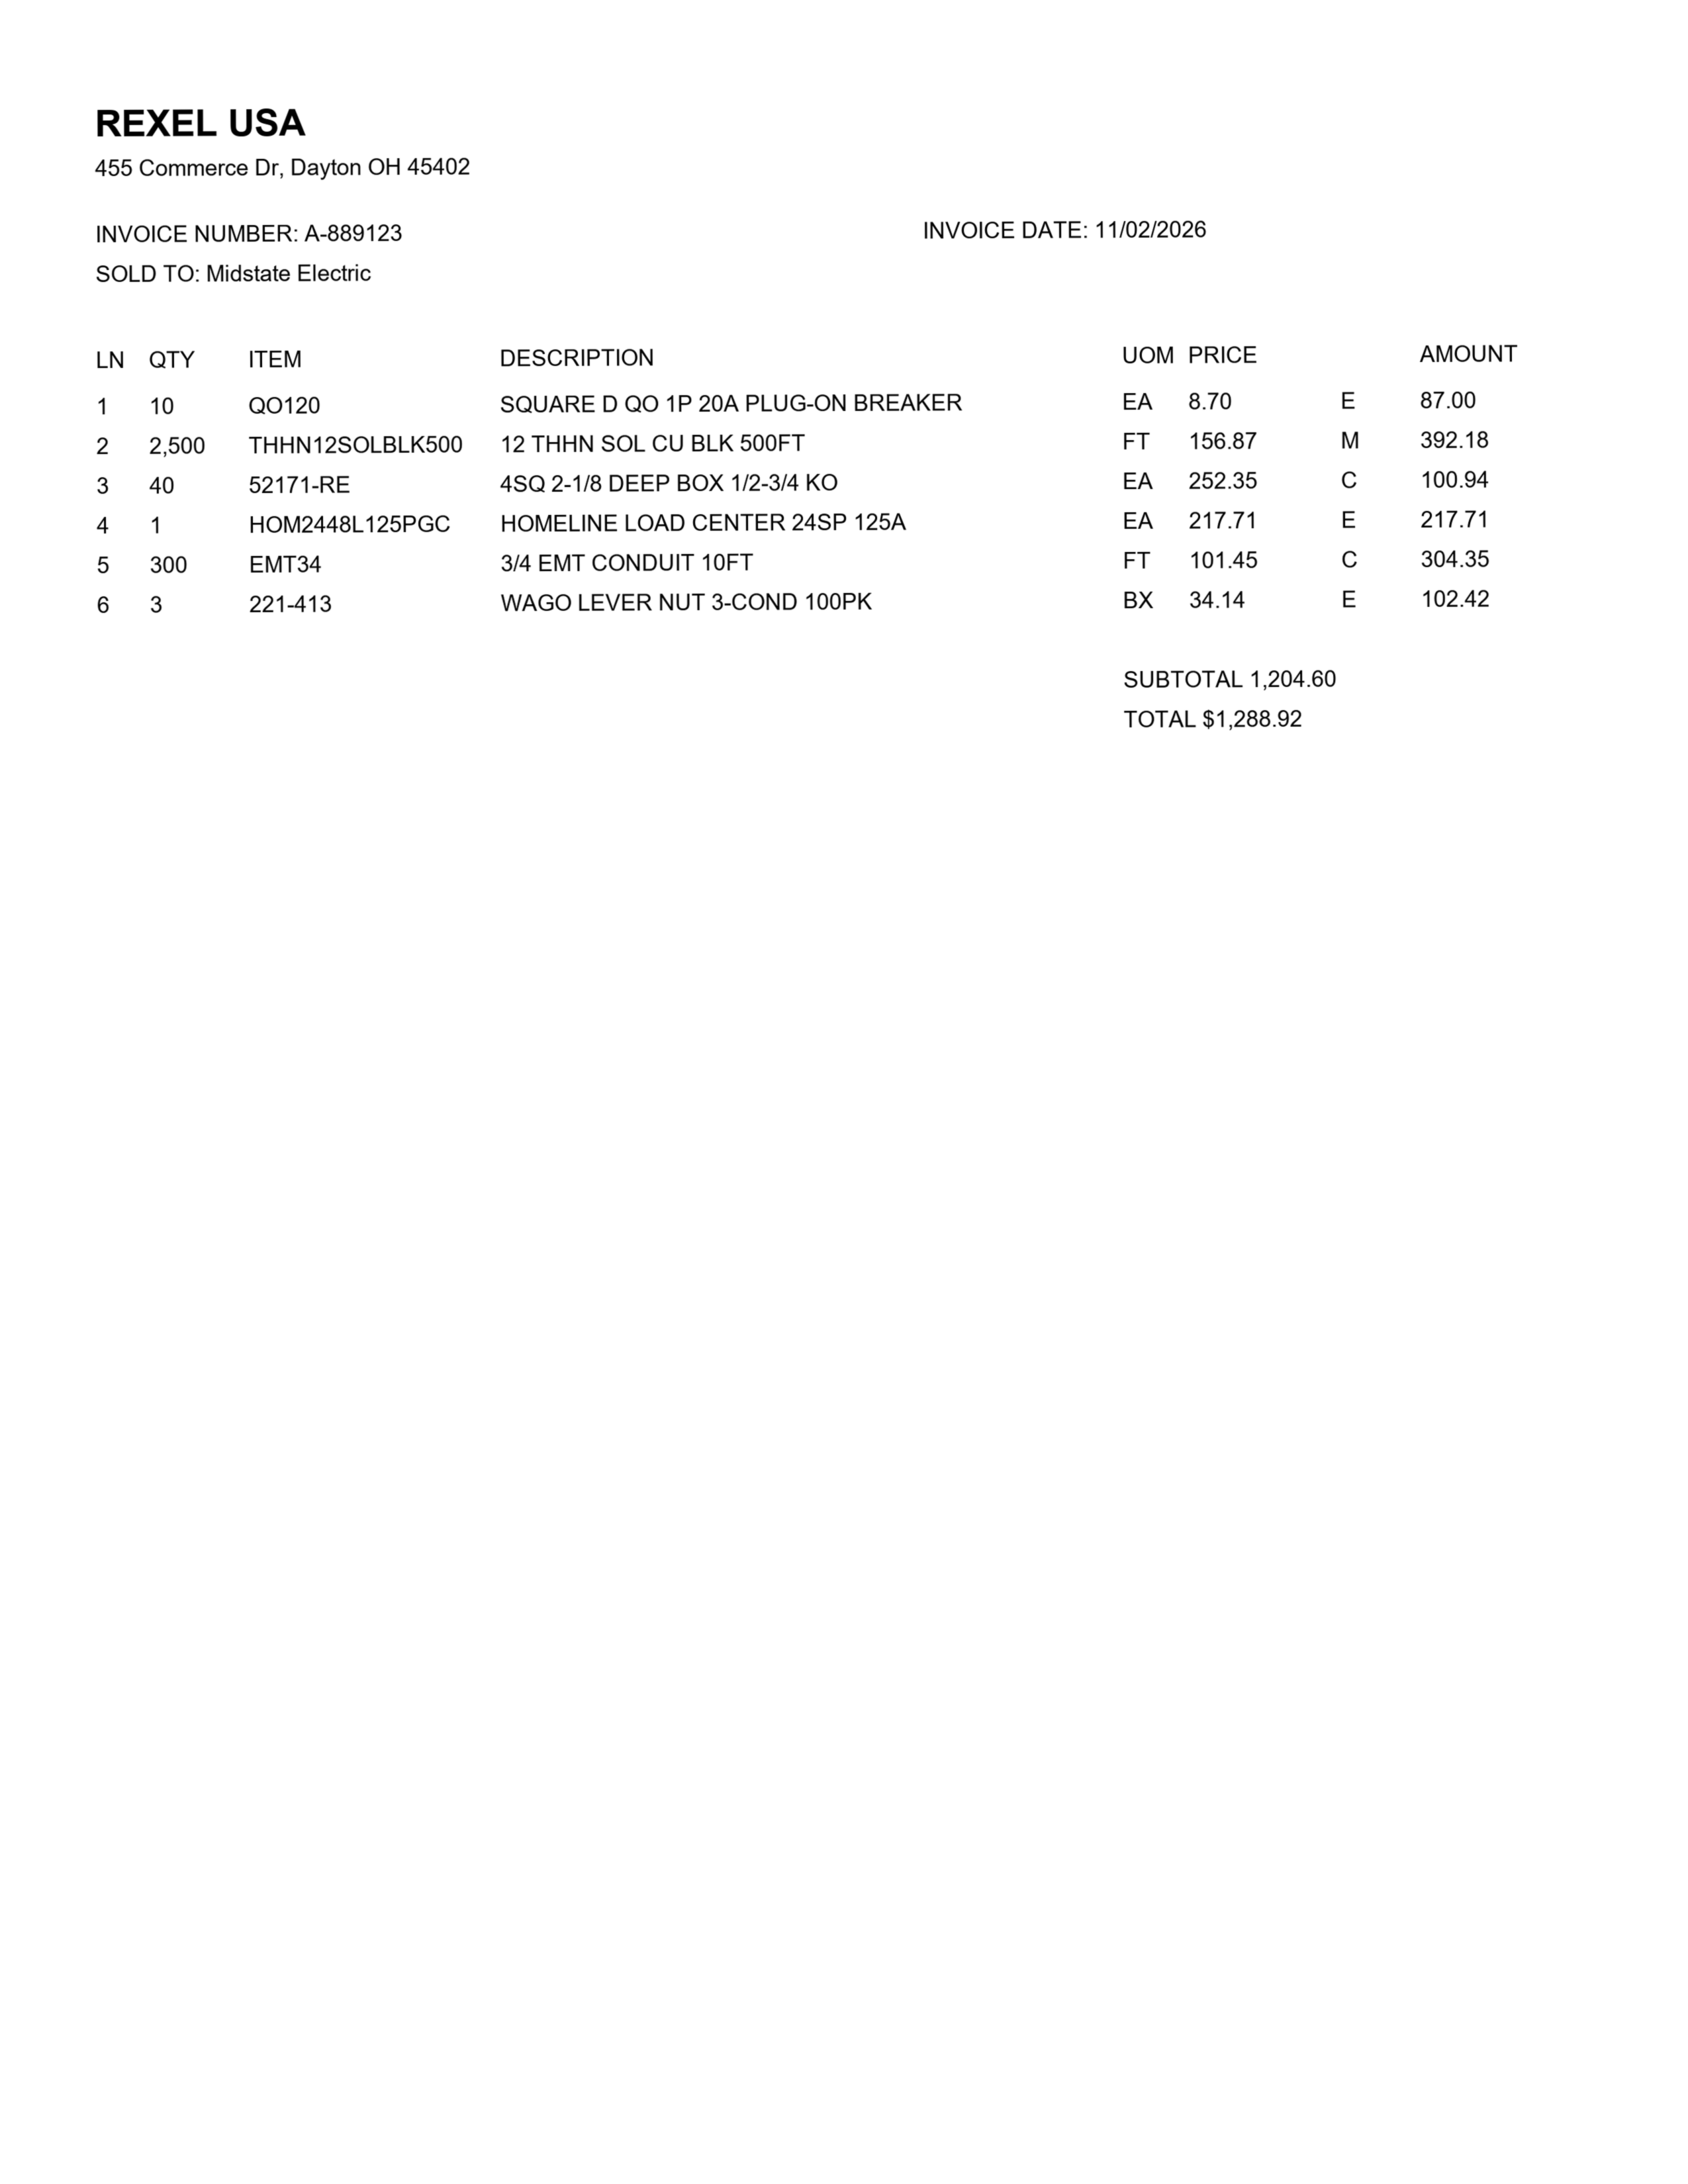 REXEL USA
455 Commerce Dr, Dayton OH 45402
INVOICE NUMBER: A-889123 INVOICE DATE: 11/02/2026
SOLD TO: Midstate Electric
LN QTY ITEM DESCRIPTION UOM PRICE AMOUNT
1 10 QO120 SQUARE D QO 1P 20A PLUG-ON BREAKER EA 8.70 E 87.00
2 2,500 THHN12SOLBLK500 12 THHN SOL CU BLK 500FT FT 156.87 M 392.18
3 40 52171-RE 4SQ 2-1/8 DEEP BOX 1/2-3/4 KO EA 252.35 C 100.94
4 1 HOM2448L125PGC HOMELINE LOAD CENTER 24SP 125A EA 217.71 E 217.71
5 300 EMT34 3/4 EMT CONDUIT 10FT FT 101.45 C 304.35
6 3 221-413 WAGO LEVER NUT 3-COND 100PK BX 34.14 E 102.42
SUBTOTAL 1,204.60
TOTAL $1,288.92